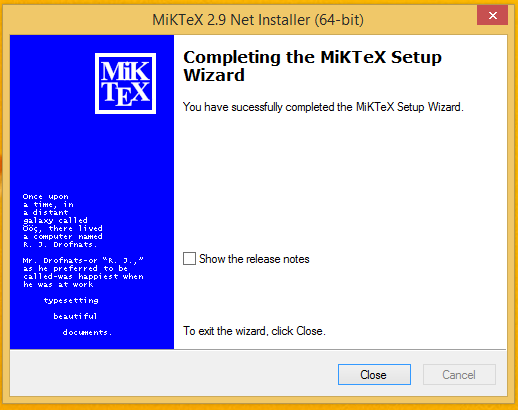 MiKTeX 2.9 Net Installer (64-bit)
MiK
TEX
Completing the MiKTeX Setup
Wizard
You have sucessfully completed the MiKTeX Setup Wizard.
Once upon
a time, in
a distant
galaxy called
Ööç, there lived
a computer named
R. J. Drofnats.
Mr. Drofnats-or “R. J.,”
as he preferred to be
called-was happiest when
he was at work
typesetting
beautiful
documents.
Show the release notes
To exit the wizard, click Close.
Close
Cancel